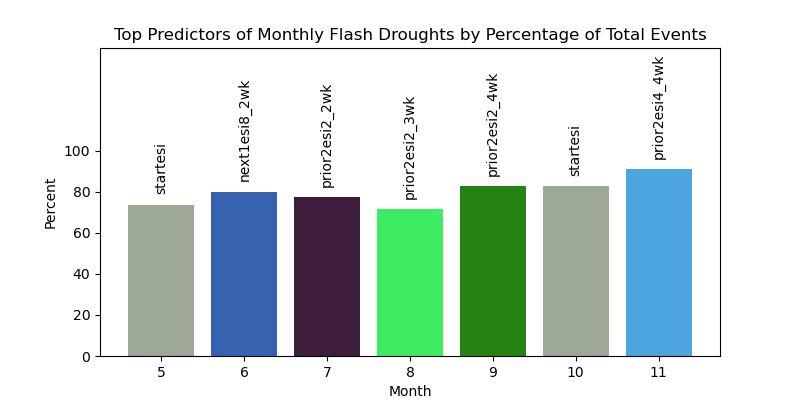 Top Predictors of Monthly Flash Droughts by Percentage of Total Events
Percent
100
80
60
40
20
0
startesi
next1esi8_2wk
prior2esi2_2wk
prior2esi2_3wk
prior2esi2_4wk
startesi
prior2esi4_4wk
5 6 7 8 9 10 11
Month